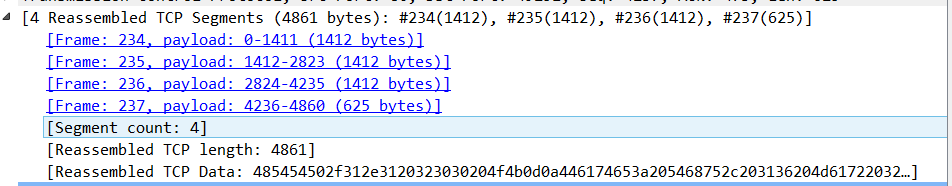 [4 Reassembled TCP Segments (4861 bytes): #234(1412), #235(1412), #236(1412), #237(625)]
[Frame: 234, payload: 0-1411 (1412 bytes)]
[Frame: 235, payload: 1412-2823 (1412 bytes)]
[Frame: 236, payload: 2824-4235 (1412 bytes)]
[Frame: 237, payload: 4236-4860 (625 bytes)]
[Segment count: 4]
[Reassembled TCP length: 4861]
[Reassembled TCP Data: 485454502f312e3120323030204f4b0d0a446174653a205468752c203136204d61722032…]